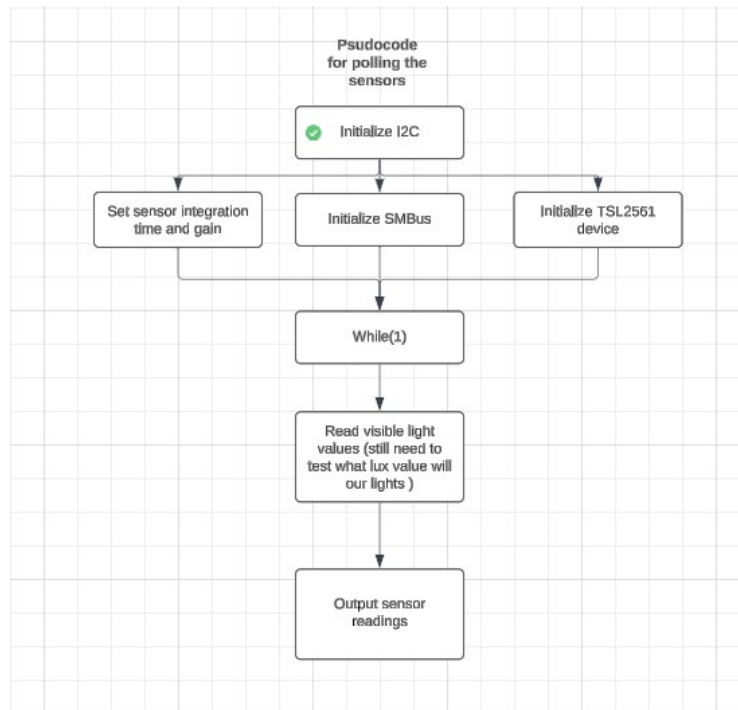 Psudocode
for polling the
sensors
Initialize I2C
Set sensor integration
time and gain
Initialize SMBus
Initialize TSL2561
device
While(1)
Read visible light
values (still need to
test what lux value will
our lights )
Output sensor
readings